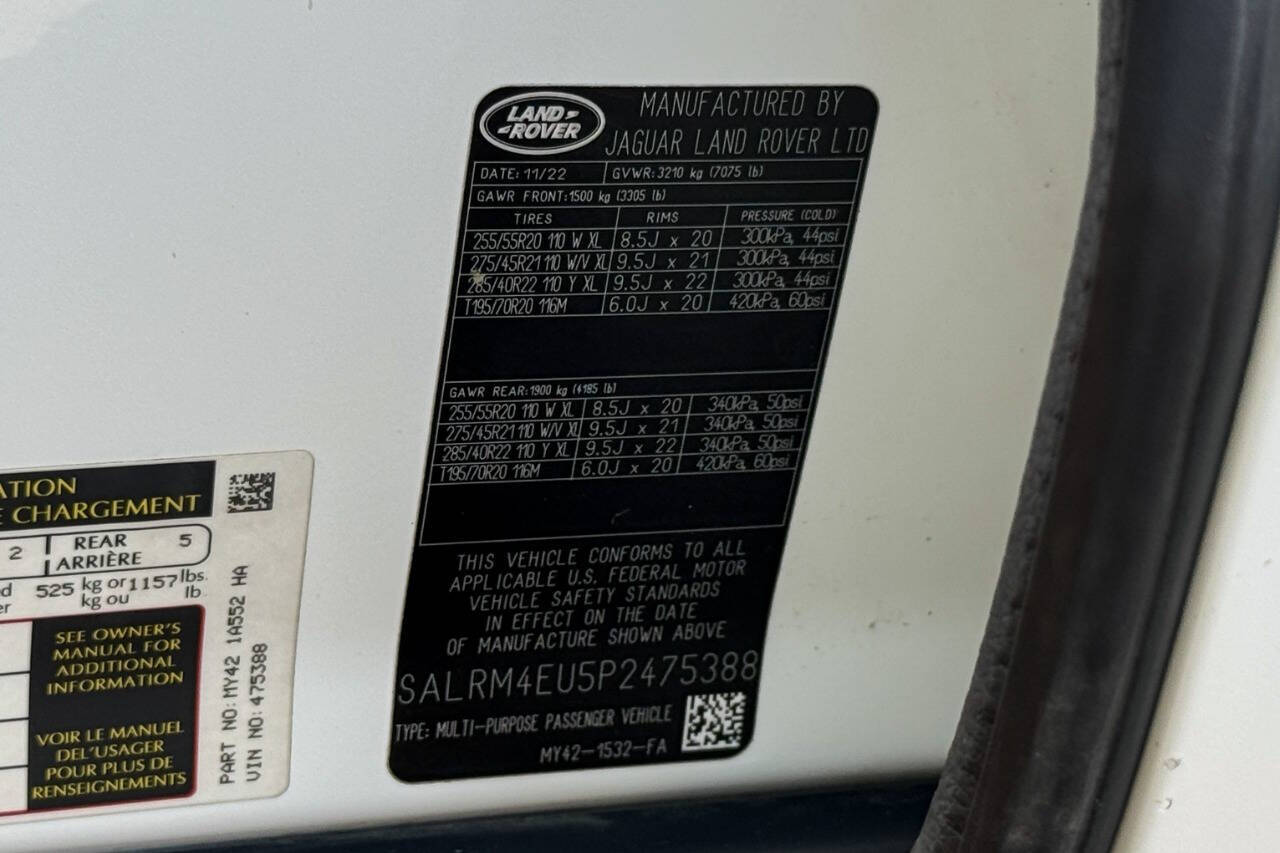 LAND ROVER
MANUFACTURED BY
JAGUAR LAND ROVER LTD
DATE: 11/22 GVWR: 3210 kg (7075 lb)
GAWR FRONT: 1500 kg (3305 lb)
TIRES RIMS PRESSURE (COLD)
255/55R20 110 W XL 8.5J x 20 300kPa, 44psi
275/45R21 110 W/V XL 9.5J x 21 300kPa, 44psi
285/40R22 110 Y XL 9.5J x 22 300kPa, 44psi
T195/70R20 116M 6.0J x 20 420kPa, 60psi
GAWR REAR: 1900 kg (4185 lb)
255/55R20 110 W XL 8.5J x 20 340kPa, 50psi
275/45R21 110 W/V XL 9.5J x 21 340kPa, 50psi
285/40R22 110 Y XL 9.5J x 22 340kPa, 50psi
T195/70R20 116M 6.0J x 20 420kPa, 60psi
THIS VEHICLE CONFORMS TO ALL
APPLICABLE U.S. FEDERAL MOTOR
VEHICLE SAFETY STANDARDS
IN EFFECT ON THE DATE
OF MANUFACTURE SHOWN ABOVE
SALRM4EU5P2475388
TYPE: MULTI-PURPOSE PASSENGER VEHICLE
MY42-1532-FA
ATION
E CHARGEMENT
2 REAR 5
ARRIÈRE
d 525 kg or 1157 lbs.
er kg ou lb
SEE OWNER'S
MANUAL FOR
ADDITIONAL
INFORMATION
VOIR LE MANUEL
DEL'USAGER
POUR PLUS DE
RENSEIGNEMENTS
PART NO: MY42 1A552 HA
VIN NO: 475388